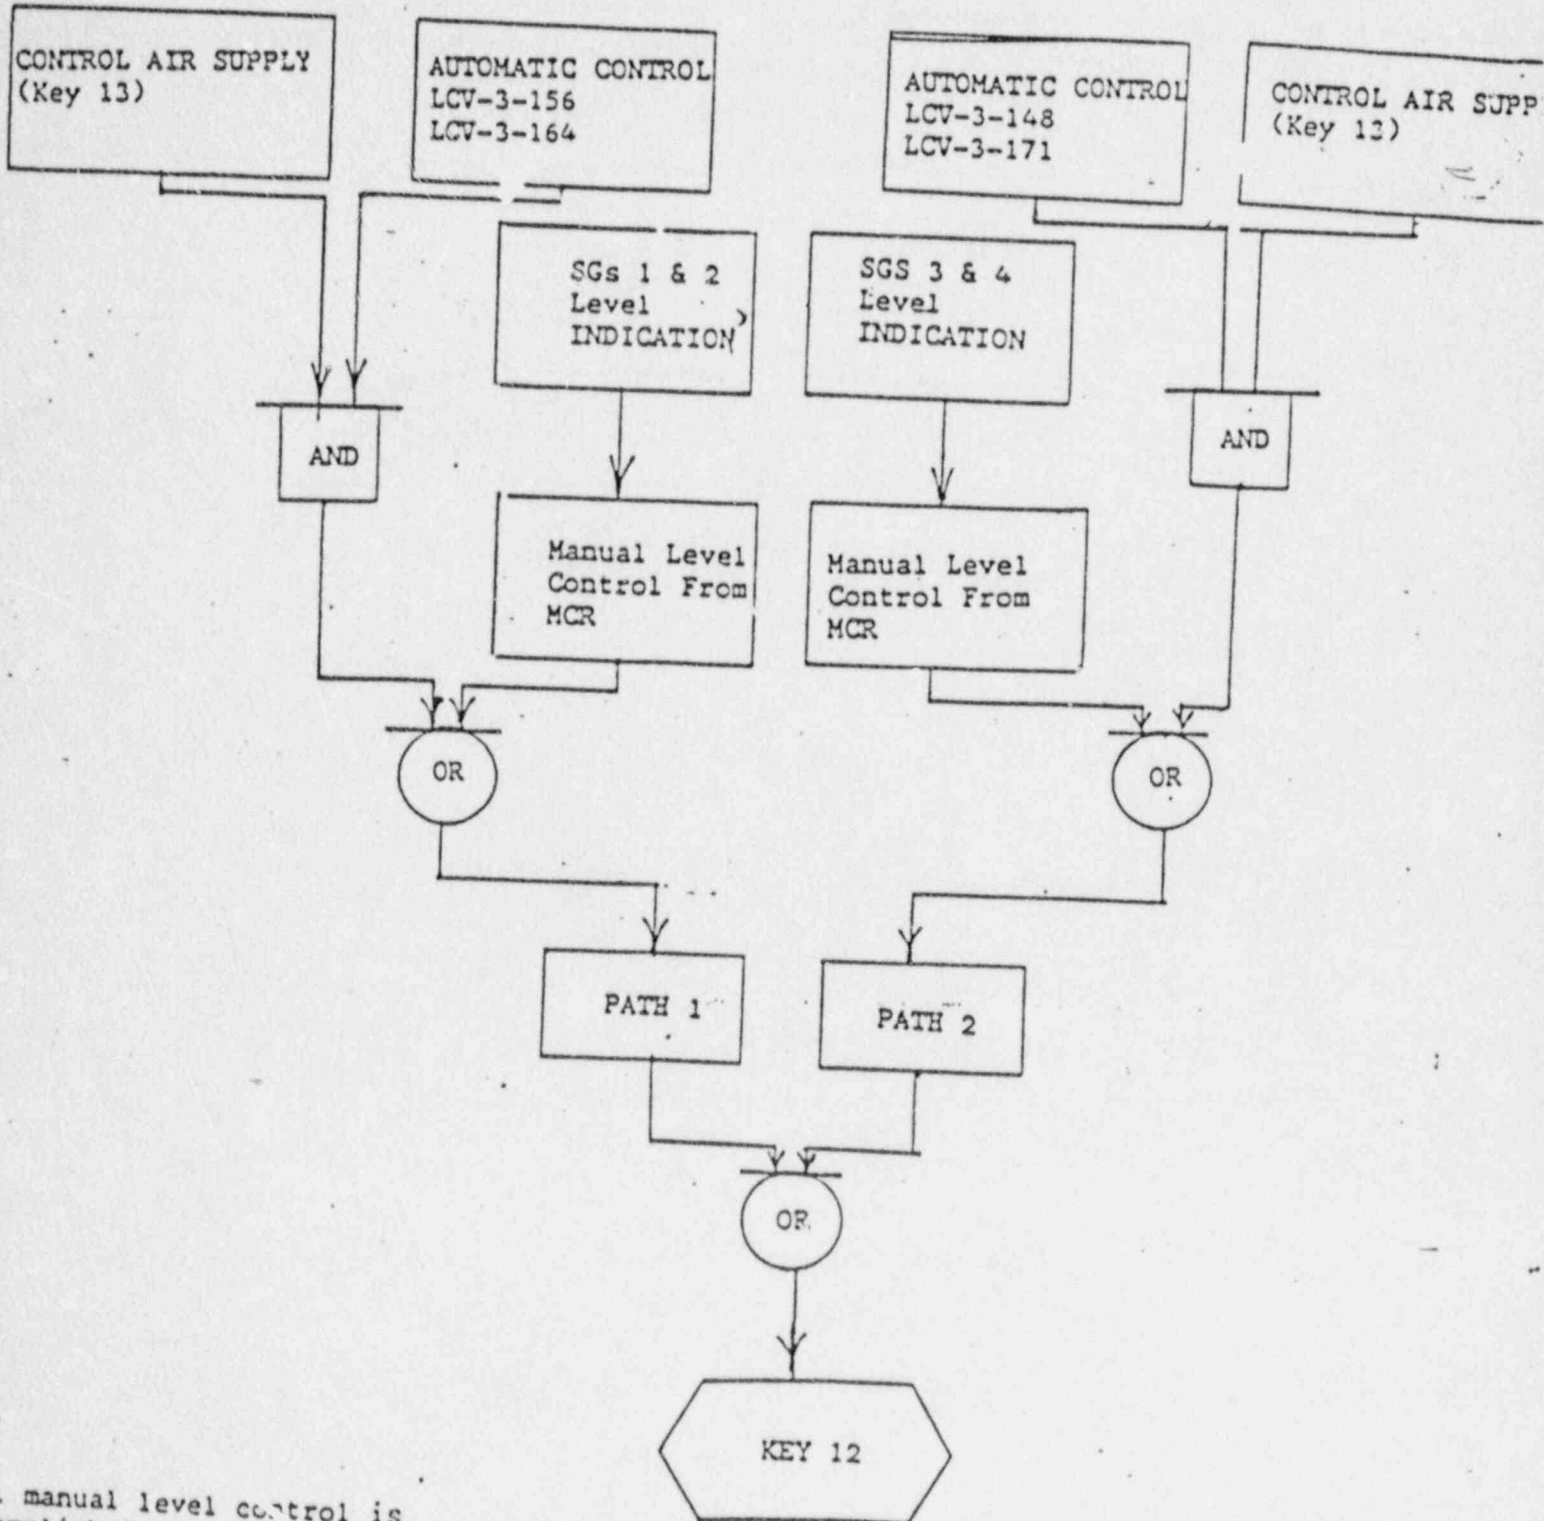 CONTROL AIR SUPPLY
(Key 13)
AUTOMATIC CONTROL
LCV-3-156
LCV-3-164
AUTOMATIC CONTROL
LCV-3-148
LCV-3-171
CONTROL AIR SUPP
(Key 13)
SGs 1 & 2
Level
INDICATION
SGS 3 & 4
Level
INDICATION
AND
AND
Manual Level
Control From
MCR
Manual Level
Control From
MCR
OR
OR
PATH 1
PATH 2
OR
KEY 12
manual level control is